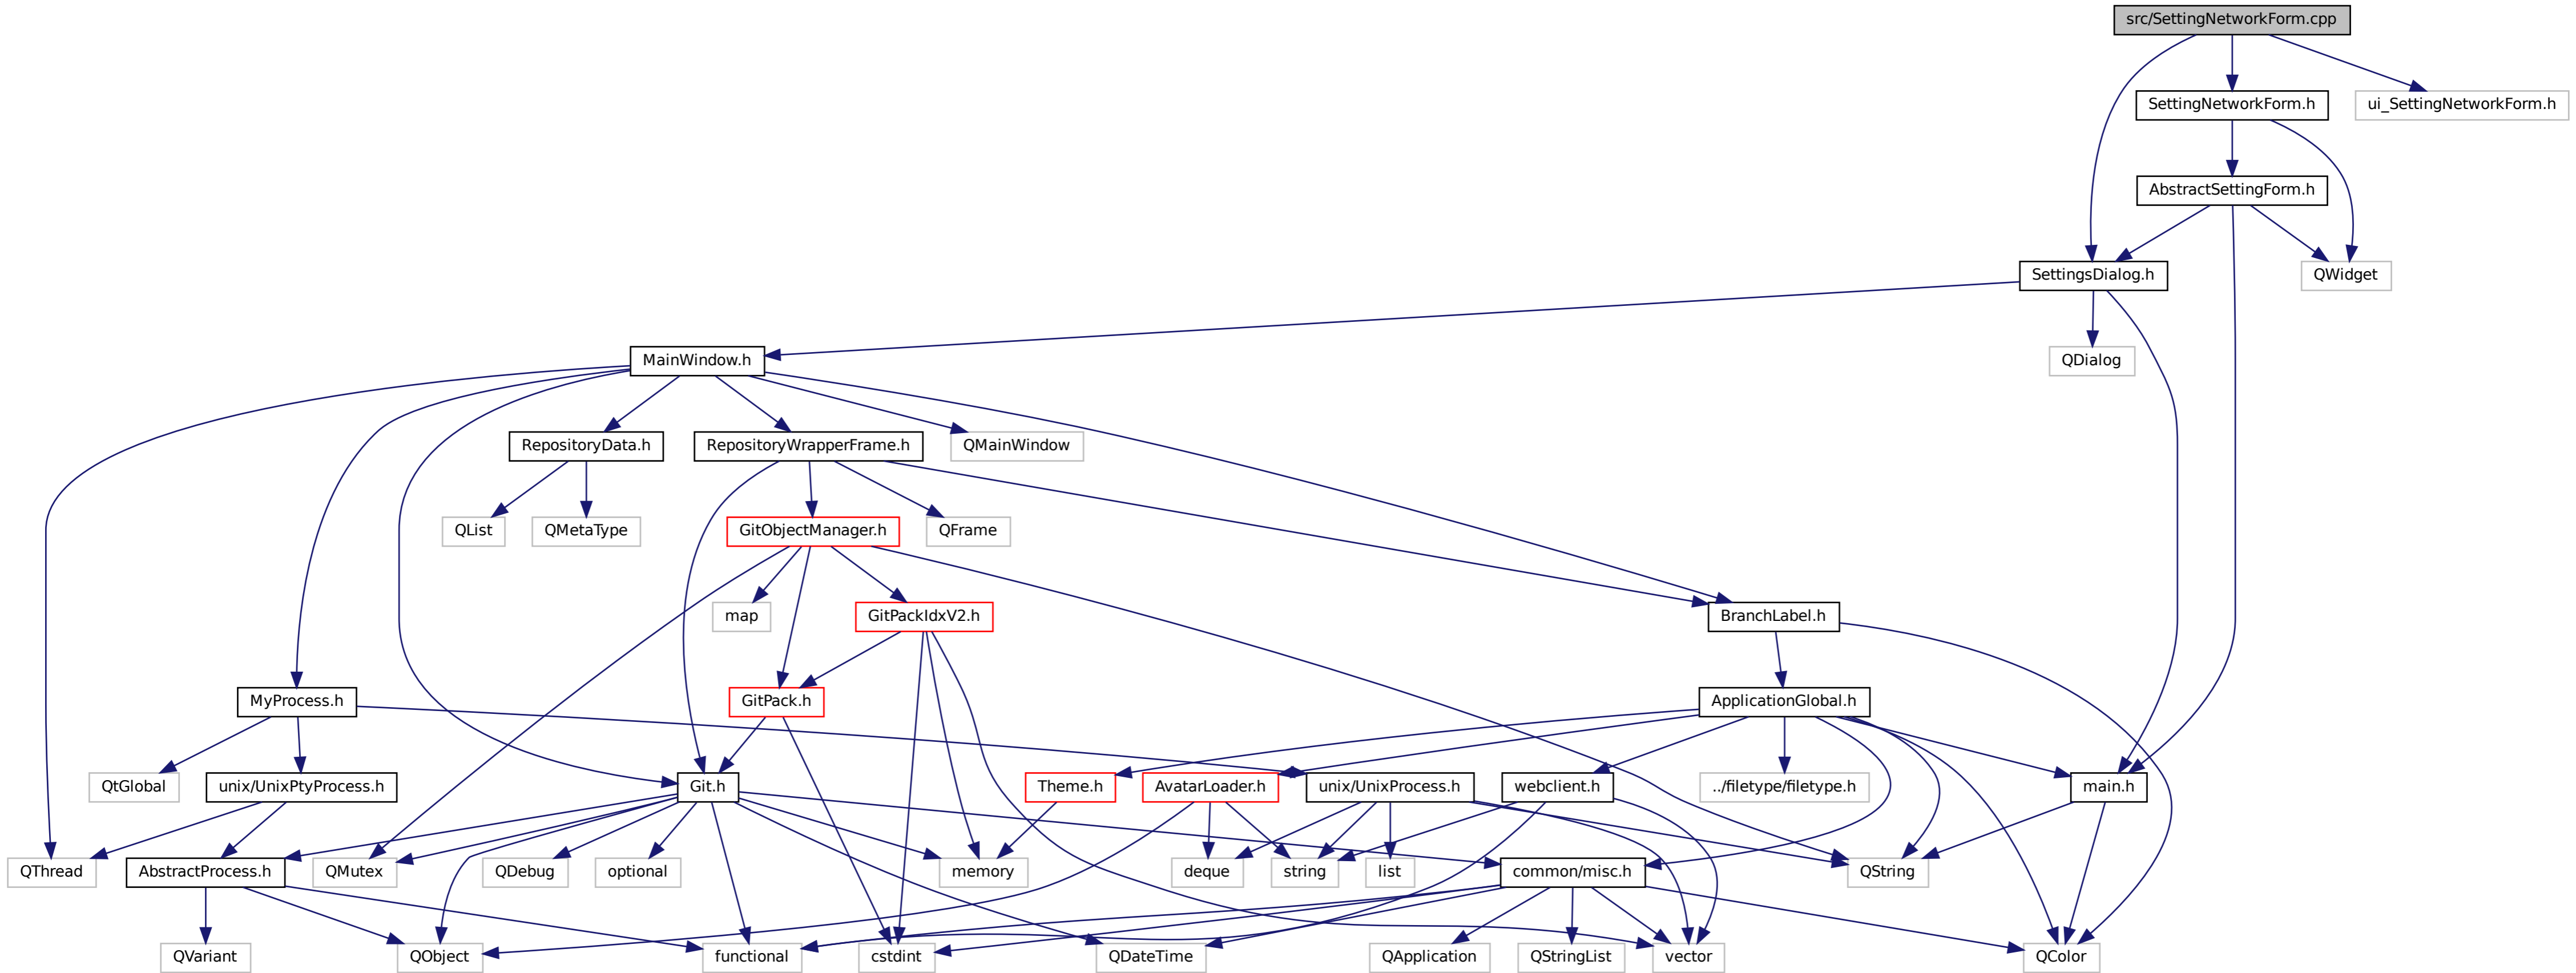 src/SettingNetworkForm.cpp
SettingNetworkForm.h
ui_SettingNetworkForm.h
AbstractSettingForm.h
SettingsDialog.h
QWidget
MainWindow.h
QDialog
RepositoryData.h
RepositoryWrapperFrame.h
QMainWindow
QList
QMetaType
GitObjectManager.h
QFrame
map
GitPackIdxV2.h
BranchLabel.h
MyProcess.h
GitPack.h
ApplicationGlobal.h
QtGlobal
unix/UnixPtyProcess.h
Git.h
Theme.h
AvatarLoader.h
unix/UnixProcess.h
webclient.h
../filetype/filetype.h
main.h
QThread
AbstractProcess.h
QMutex
QDebug
optional
memory
deque
string
list
common/misc.h
QString
QVariant
QObject
functional
cstdint
QDateTime
QApplication
QStringList
vector
QColor